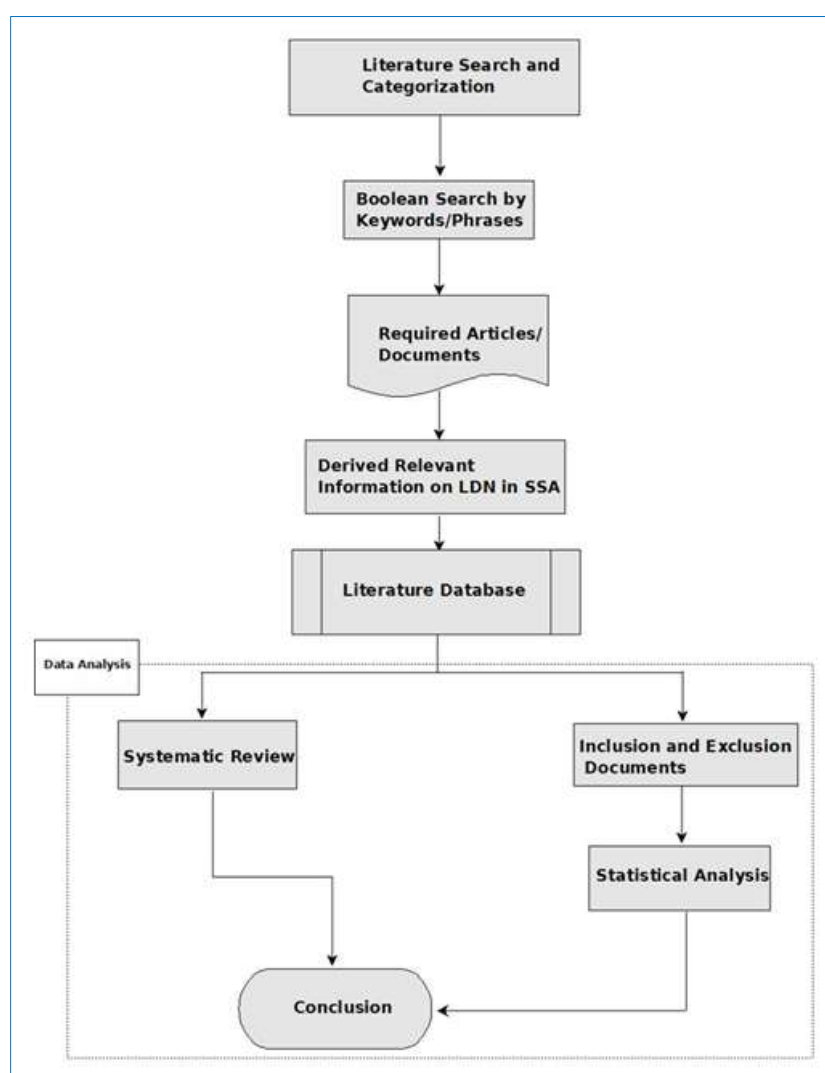 Literature Search and
Categorization
Boolean Search by
Keywords/Phrases
Required Articles/
Documents
Derived Relevant
Information on LDN in SSA
Literature Database
Data Analysis
Systematic Review
Inclusion and Exclusion
Documents
Statistical Analysis
Conclusion